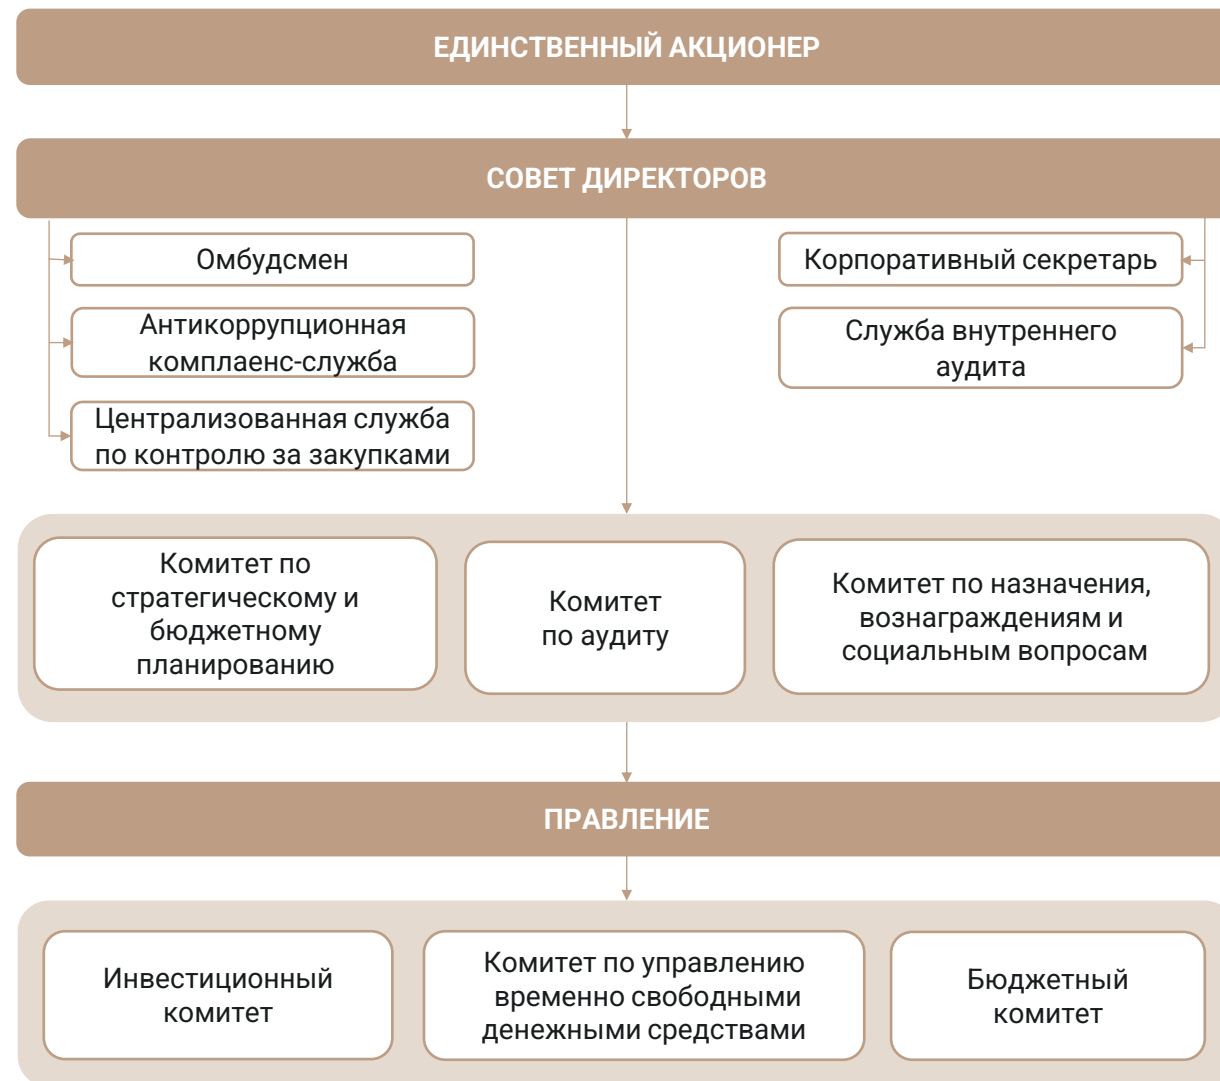 ЕДИНСТВЕННЫЙ АКЦИОНЕР
СОВЕТ ДИРЕКТОРОВ
Омбудсмен
Антикоррупционная
комплаенс-служба
Централизованная служба
по контролю за закупками
Корпоративный секретарь
Служба внутреннего
аудита
Комитет по
стратегическому и
бюджетному
планированию
Комитет
по аудиту
Комитет по назначения,
вознаграждениям и
социальным вопросам
ПРАВЛЕНИЕ
Инвестиционный
комитет
Комитет по управлению
временно свободными
денежными средствами
Бюджетный
комитет